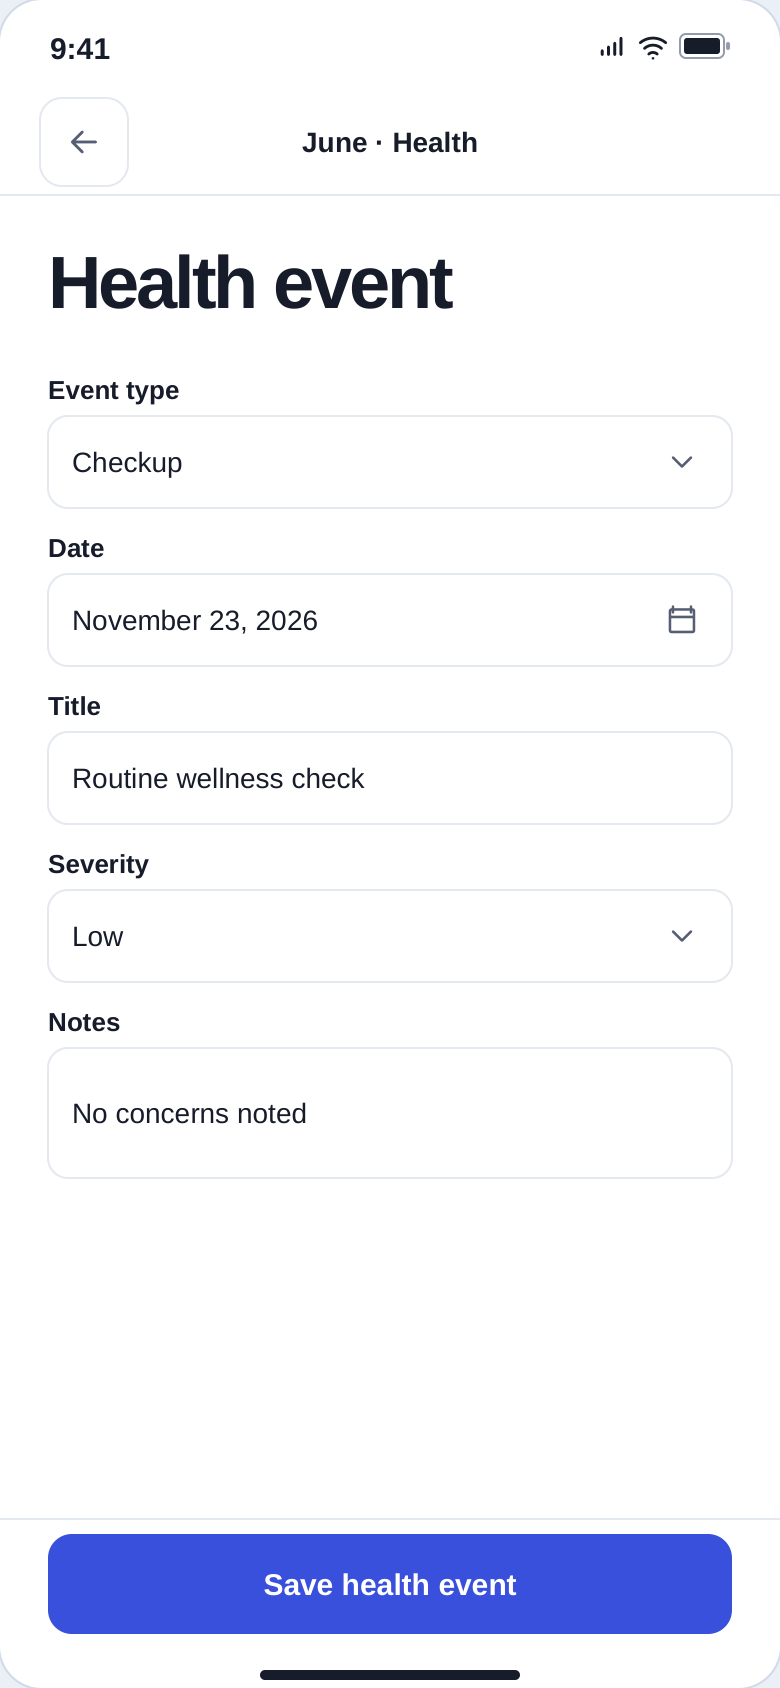 9:41
June · Health
Health event
Event type
Checkup
Date
November 23, 2026
Title
Routine wellness check
Severity
Low
Notes
No concerns noted
Save health event